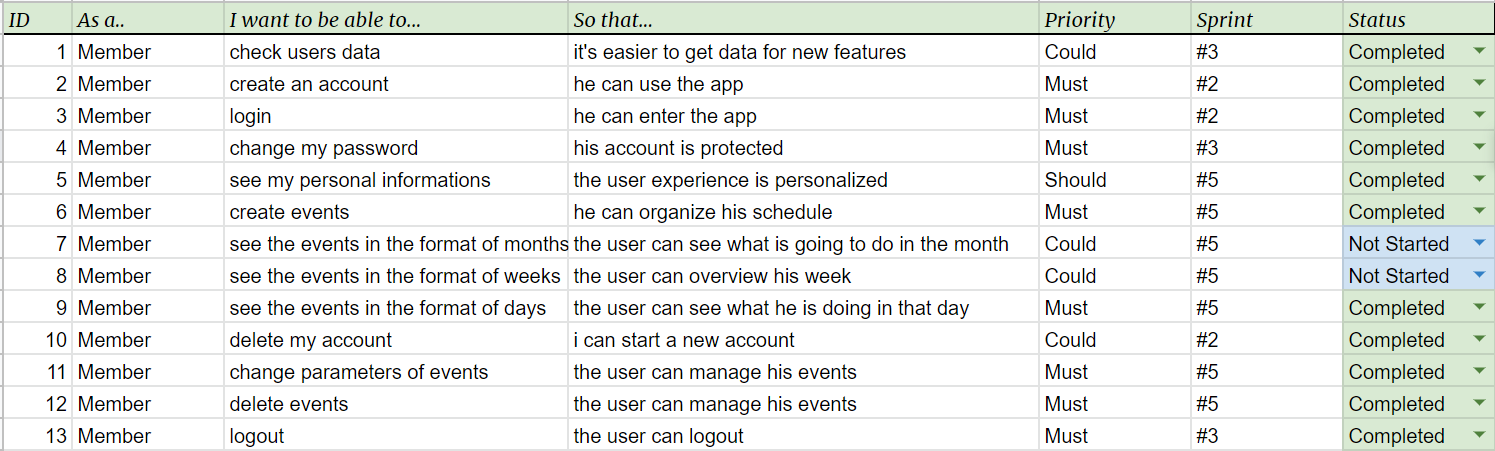 ID As a.. I want to be able to... So that... Priority Sprint Status
1 Member check users data it's easier to get data for new features Could #3 Completed
2 Member create an account he can use the app Must #2 Completed
3 Member login he can enter the app Must #2 Completed
4 Member change my password his account is protected Must #3 Completed
5 Member see my personal informations the user experience is personalized Should #5 Completed
6 Member create events he can organize his schedule Must #5 Completed
7 Member see the events in the format of months the user can see what is going to do in the month Could #5 Not Started
8 Member see the events in the format of weeks the user can overview his week Could #5 Not Started
9 Member see the events in the format of days the user can see what he is doing in that day Must #5 Completed
10 Member delete my account i can start a new account Could #2 Completed
11 Member change parameters of events the user can manage his events Must #5 Completed
12 Member delete events the user can manage his events Must #5 Completed
13 Member logout the user can logout Must #3 Completed